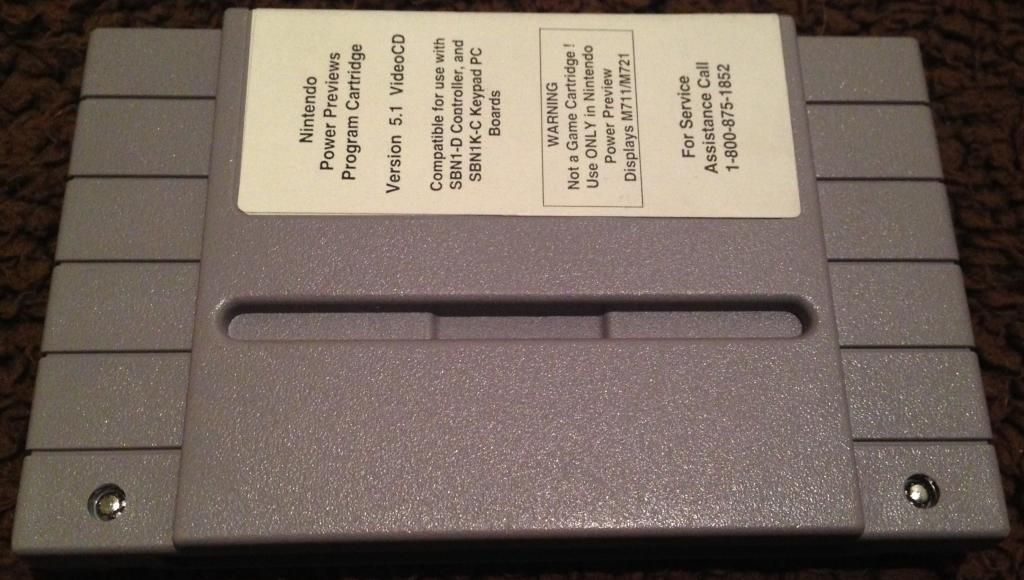 Nintendo
Power Previews
Program Cartridge
Version 5.1 VideoCD
Compatible for use with
SBN1-D Controller, and
SBN1K-C Keypad PC
Boards
WARNING
Not a Game Cartridge !
Use ONLY in Nintendo
Power Preview
Displays M711/M721
For Service
Assistance Call
1-800-875-1852